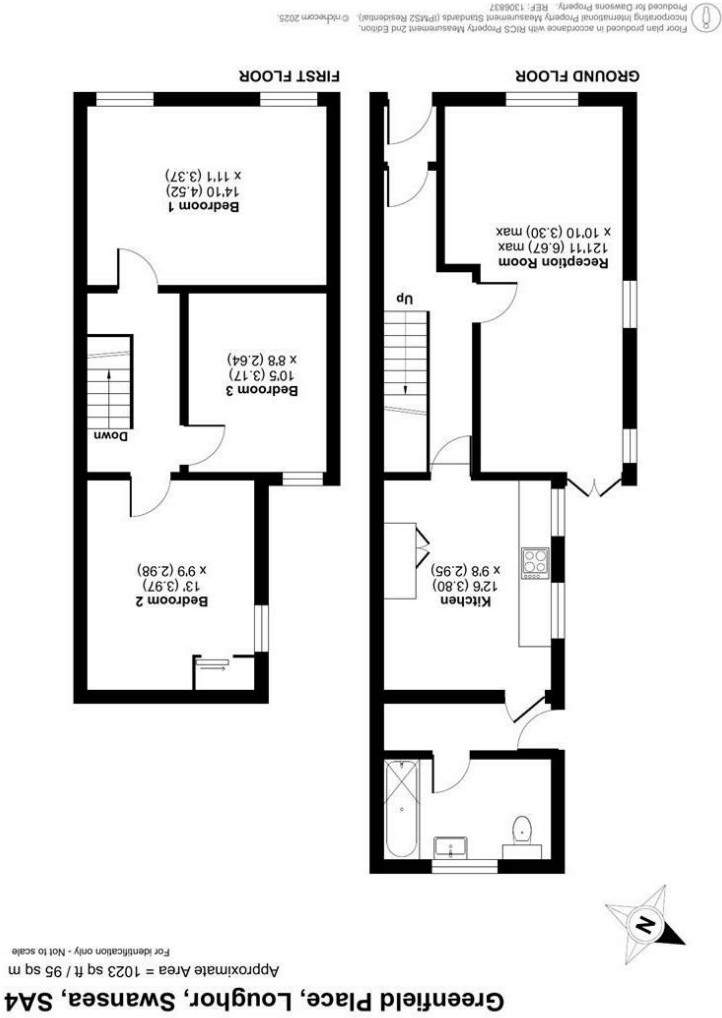 Greenfield Place, Loughor, Swansea, SA4
Approximate Area = 1023 sq ft / 95 sq m
For identification only - Not to scale
N
Kitchen
12'6 (3.80)
x 9'8 (2.95)
Up
Reception Room
121'11 (6.67) max
x 10'10 (3.30) max
GROUND FLOOR
Bedroom 2
13' (3.97)
x 9'9 (2.98)
Down
Bedroom 3
10'5 (3.17)
x 8'8 (2.64)
Bedroom 1
14'10 (4.52)
x 11'1 (3.37)
FIRST FLOOR
Floor plan produced in accordance with RICS Property Measurement 2nd Edition,
Incorporating International Property Measurement Standards (IPMS2 Residential). © nichecom 2025.
Produced for Dawsons Property. REF: 1306837